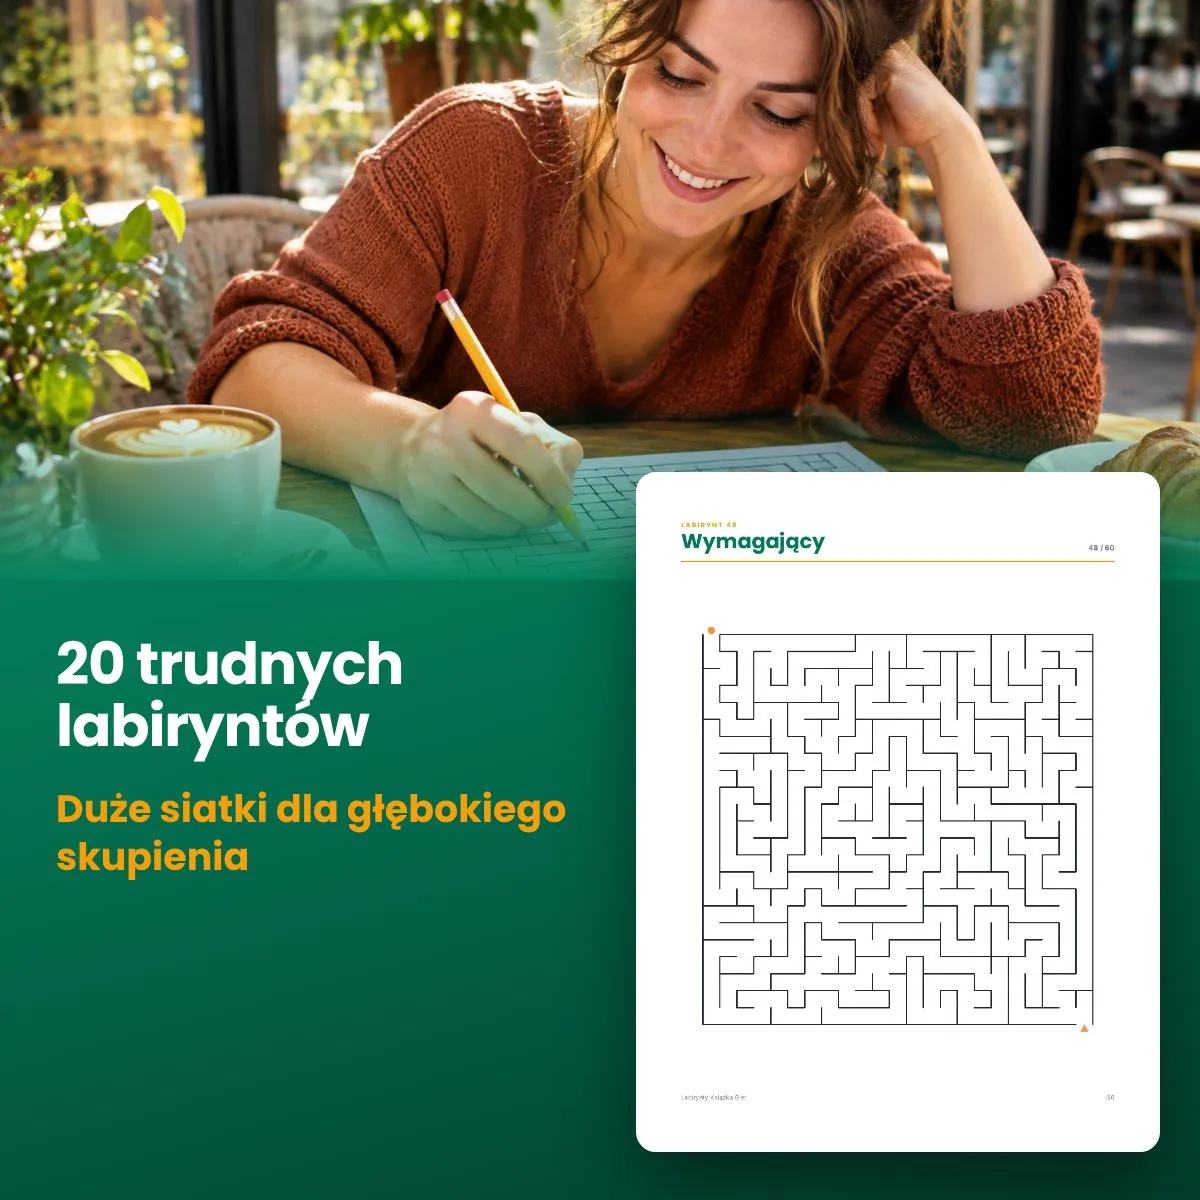 LABIRYNT 48
Wymagający
48 / 60
20 trudnych
labiryntów
Duże siatki dla głębokiego
skupienia
Labirynty Książka Gier
50